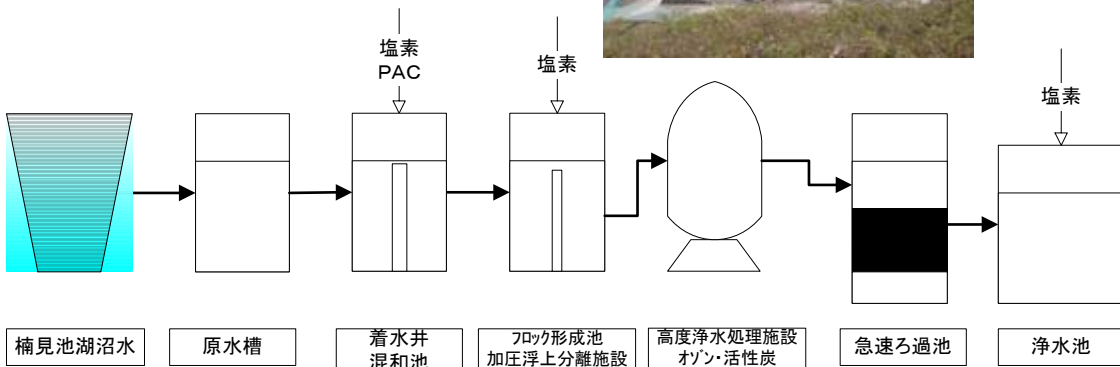 塩素
PAC
塩素
塩素
楠見池湖沼水
原水槽
着水井
混和池
フロック形成池
加圧浮上分離施設
高度浄水処理施設
オゾン・活性炭
急速ろ過池
浄水池